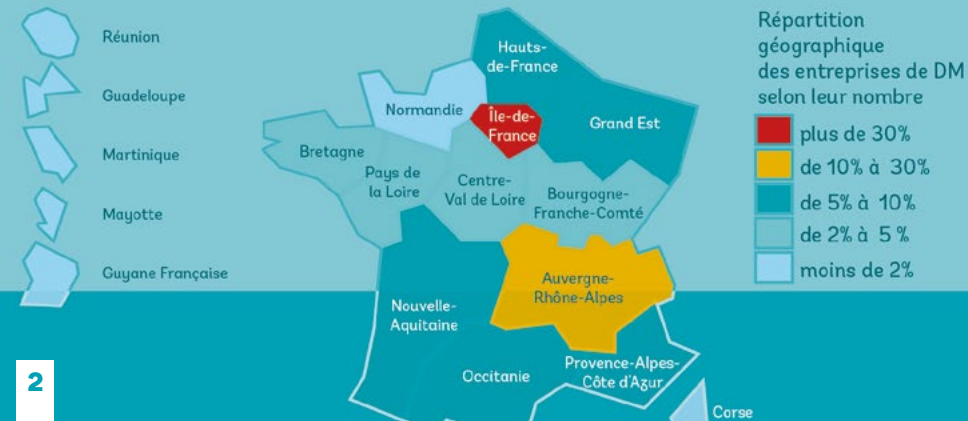 Réunion
Guadeloupe
Martinique
Mayotte
Guyane Française
2
Hauts-
de-France
Normandie
Île-de-
France
Grand Est
Bretagne
Pays de
la Loire
Centre-
Val de Loire
Bourgogne-
Franche-Comté
Auvergne-
Rhône-Alpes
Nouvelle-
Aquitaine
Occitanie
Provence-Alpes-
Côte d'Azur
Corse
Répartition
géographique
des entreprises de DM
selon leur nombre
plus de 30%
de 10% à 30%
de 5% à 10%
de 2% à 5 %
moins de 2%